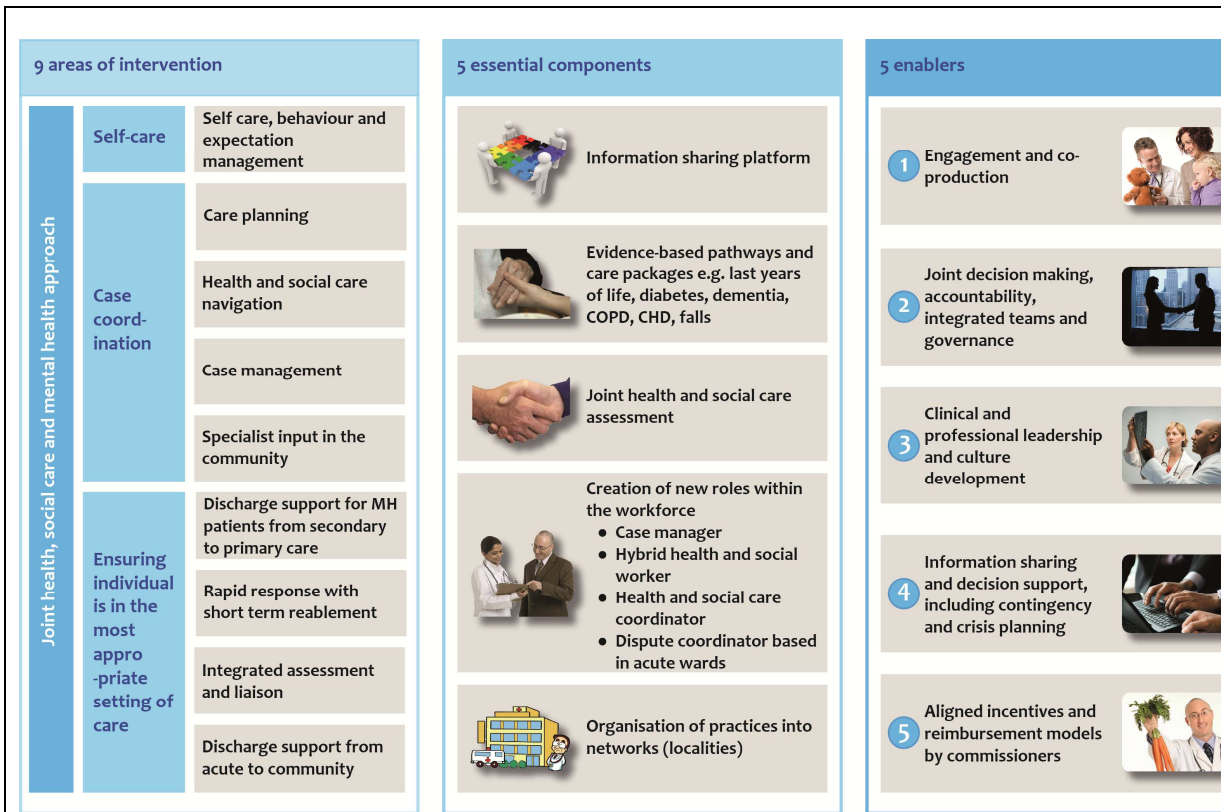 9 areas of intervention
Joint health, social care and mental health approach
Self-care
Self care, behaviour and
expectation
management
Case
coord-
ination
Care planning
Health and social care
navigation
Case management
Specialist input in the
community
Ensuring
individual
is in the
most
appro
-priate
setting of
care
Discharge support for MH
patients from secondary
to primary care
Rapid response with
short term reablement
Integrated assessment
and liaison
Discharge support from
acute to community
5 essential components
Information sharing platform
Evidence-based pathways and
care packages e.g. last years
of life, diabetes, dementia,
COPD, CHD, falls
Joint health and social care
assessment
Creation of new roles within
the workforce
● Case manager
● Hybrid health and social
worker
● Health and social care
coordinator
● Dispute coordinator based
in acute wards
Organisation of practices into
networks (localities)
5 enablers
1 Engagement and co-
production
2 Joint decision making,
accountability,
integrated teams and
governance
3 Clinical and
professional leadership
and culture
development
4 Information sharing
and decision support,
including contingency
and crisis planning
5 Aligned incentives and
reimbursement models
by commissioners